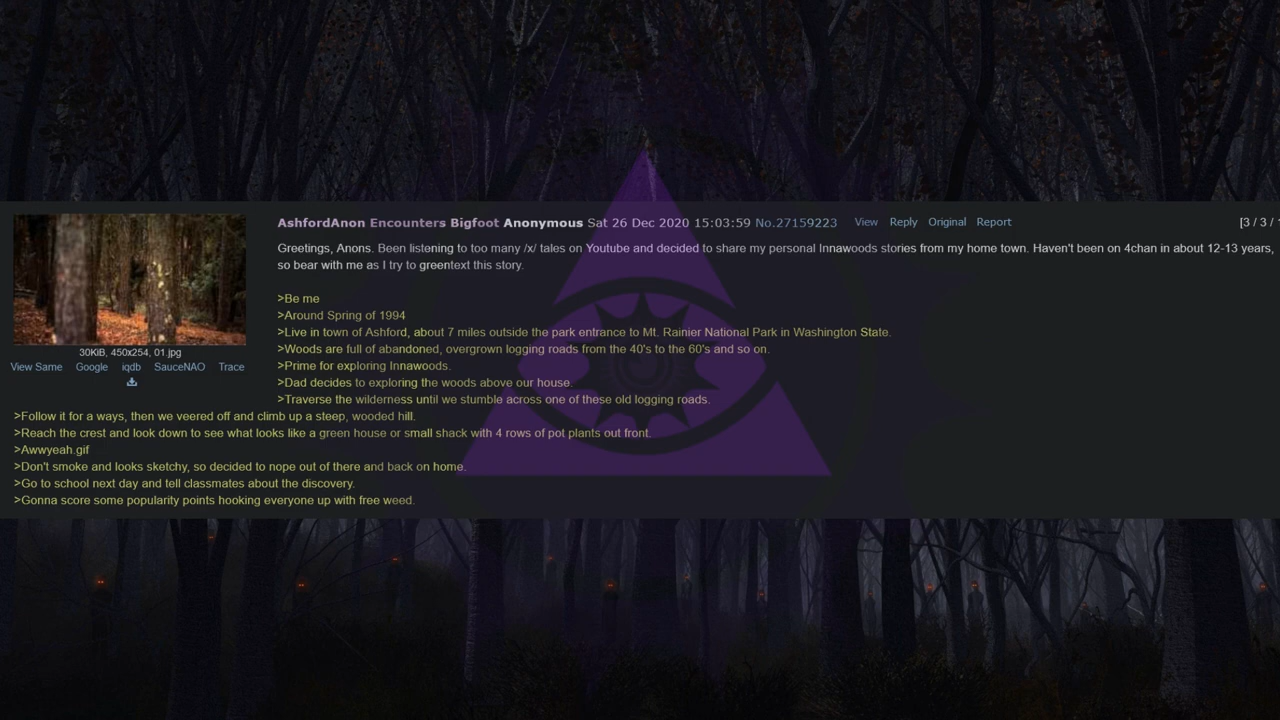 AshfordAnon Encounters Bigfoot Anonymous Sat 26 Dec 2020 15:03:59 No.27159223 View Reply Original Report [3 / 3 /
Greetings, Anons. Been listening to too many /x/ tales on Youtube and decided to share my personal Innawoods stories from my home town. Haven't been on 4chan in about 12-13 years,
so bear with me as I try to greentext this story.
>Be me
>Around Spring of 1994
>Live in town of Ashford, about 7 miles outside the park entrance to Mt. Rainier National Park in Washington State.
>Woods are full of abandoned, overgrown logging roads from the 40's to the 60's and so on.
>Prime for exploring Innawoods.
>Dad decides to exploring the woods above our house.
>Traverse the wilderness until we stumble across one of these old logging roads.
30KiB, 450x254, 01.jpg
View Same Google iqdb SauceNAO Trace
>Follow it for a ways, then we veered off and climb up a steep, wooded hill.
>Reach the crest and look down to see what looks like a green house or small shack with 4 rows of pot plants out front.
>Awwyeah.gif
>Don't smoke and looks sketchy, so decided to nope out of there and back on home.
>Go to school next day and tell classmates about the discovery.
>Gonna score some popularity points hooking everyone up with free weed.